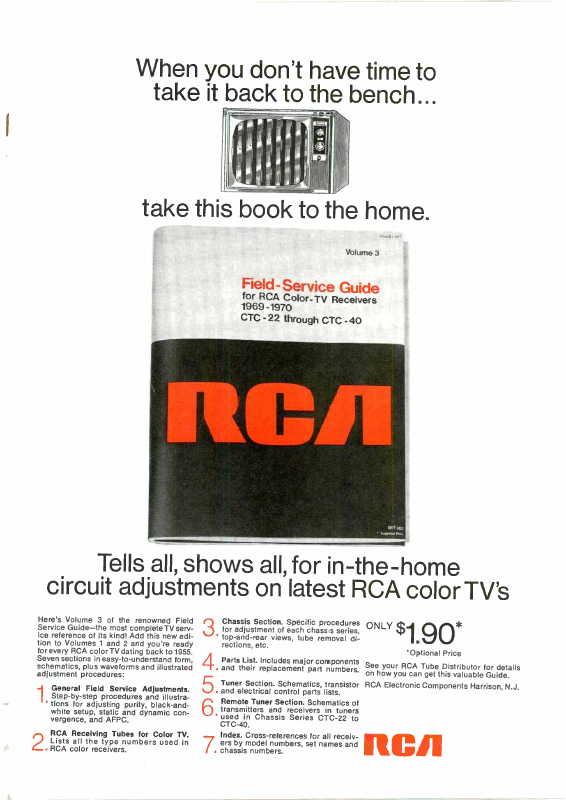 When you don't have time to
take it back to the bench...
take this book to the home.
Volume 3
Field-Service Guide
for RCA Color-TV Receivers
1969-1970
CTC-22 through CTC-40
RCA
Tells all, shows all, for in-the-home
circuit adjustments on latest RCA color TV's
Here's Volume 3 of the renowned Field
Service Guide—the most complete TV serv-
ice reference of its kind! Add this new edi-
tion to Volumes 1 and 2 and you're ready
for every RCA color TV dating back to 1955.
Seven sections in easy-to-understand form,
schematics, plus waveforms and illustrated
adjustment procedures:
1. General Field Service Adjustments.
Step-by-step procedures and illustra-
tions for adjusting purity, black-and-
white setup, static and dynamic con-
vergence, and AFPC.
2. RCA Receiving Tubes for Color TV.
Lists all the type numbers used in
RCA color receivers.
3. Chassis Section. Specific procedures
for adjustment of each chassis series,
top-and-rear views, tube removal di-
rections, etc.
4. Parts List. Includes major components
and their replacement part numbers.
5. Tuner Section. Schematics, transistor
and electrical control parts lists.
6. Remote Tuner Section. Schematics of
transmitters and receivers in tuners
used in Chassis Series CTC-22 to
CTC-40.
7. Index. Cross-references for all receiv-
ers by model numbers, set names and
chassis numbers.
ONLY $1.90*
*Optional Price
See your RCA Tube Distributor for details
on how you can get this valuable Guide.
RCA Electronic Components Harrison, N.J.
RCA